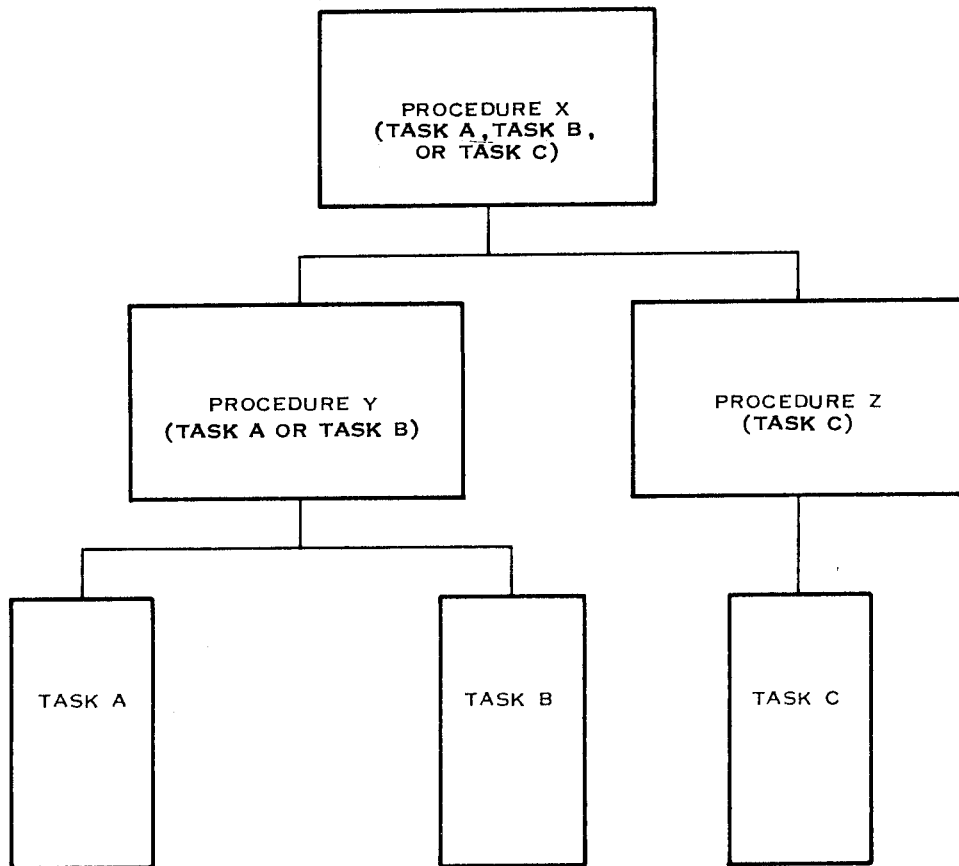 PROCEDURE X
(TASK A, TASK B,
OR TASK C)
PROCEDURE Y
(TASK A OR TASK B)
PROCEDURE Z
(TASK C)
TASK A
TASK B
TASK C